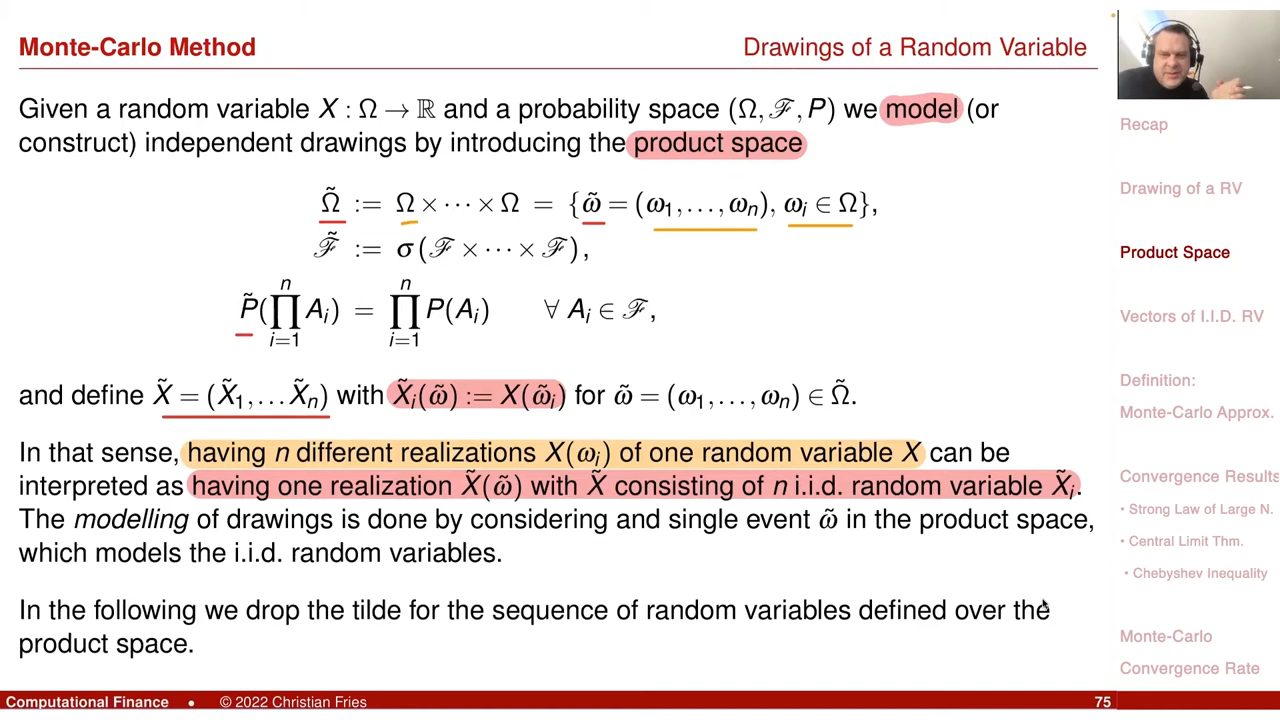 Monte-Carlo Method
Drawings of a Random Variable
Given a random variable X : Ω → ℝ and a probability space (Ω, ℱ, P) we model (or
construct) independent drawings by introducing the product space
Ω̃ := Ω × ⋯ × Ω = {ω̃ = (ω₁, …, ωₙ), ωᵢ ∈ Ω},
ℱ̃ := σ(ℱ × ⋯ × ℱ),
P̃(∏ⁿᵢ₌₁ Aᵢ) = ∏ⁿᵢ₌₁ P(Aᵢ) ∀ Aᵢ ∈ ℱ,
and define X̃ = (X̃₁, … X̃ₙ) with X̃ᵢ(ω̃) := X(ω̃ᵢ) for ω̃ = (ω₁, …, ωₙ) ∈ Ω̃.
In that sense, having n different realizations X(ωᵢ) of one random variable X can be
interpreted as having one realization X̃(ω̃) with X̃ consisting of n i.i.d. random variable X̃ᵢ.
The modelling of drawings is done by considering and single event ω̃ in the product space,
which models the i.i.d. random variables.
In the following we drop the tilde for the sequence of random variables defined over the
product space.
Recap
Drawing of a RV
Product Space
Vectors of I.I.D. RV
Definition:
Monte-Carlo Approx.
Convergence Results
• Strong Law of Large N.
• Central Limit Thm.
• Chebyshev Inequality
Monte-Carlo
Convergence Rate
Computational Finance • © 2022 Christian Fries
75